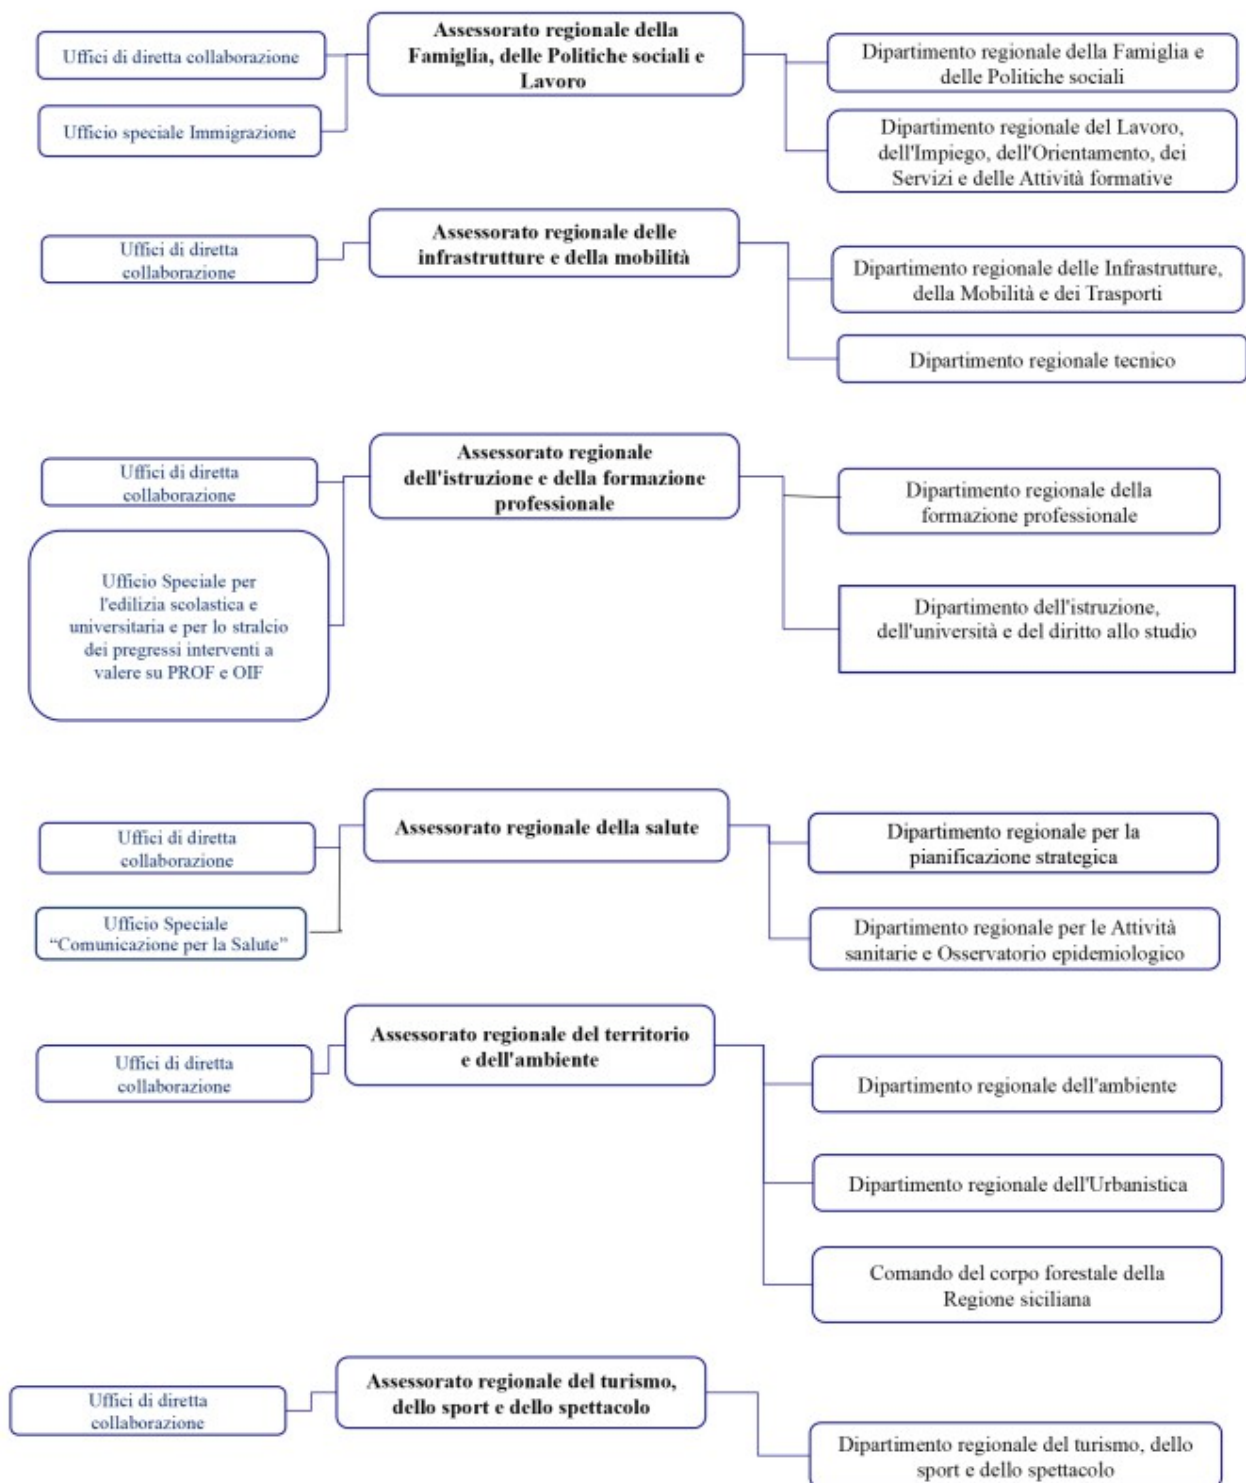 Assessorato regionale della
Famiglia, delle Politiche sociali e
Lavoro
Uffici di diretta collaborazione
Ufficio speciale Immigrazione
Dipartimento regionale della Famiglia e
delle Politiche sociali
Dipartimento regionale del Lavoro,
dell'Impiego, dell'Orientamento, dei
Servizi e delle Attività formative
Assessorato regionale delle
infrastrutture e della mobilità
Uffici di diretta
collaborazione
Dipartimento regionale delle Infrastrutture,
della Mobilità e dei Trasporti
Dipartimento regionale tecnico
Assessorato regionale
dell'istruzione e della formazione
professionale
Uffici di diretta
collaborazione
Ufficio Speciale per
l'edilizia scolastica e
universitaria e per lo stralcio
dei pregressi interventi a
valere su PROF e OIF
Dipartimento regionale della
formazione professionale
Dipartimento dell'istruzione,
dell'università e del diritto allo studio
Assessorato regionale della salute
Uffici di diretta
collaborazione
Ufficio Speciale
“Comunicazione per la Salute”
Dipartimento regionale per la
pianificazione strategica
Dipartimento regionale per le Attività
sanitarie e Osservatorio epidemiologico
Assessorato regionale del territorio
e dell'ambiente
Uffici di diretta
collaborazione
Dipartimento regionale dell'ambiente
Dipartimento regionale dell'Urbanistica
Comando del corpo forestale della
Regione siciliana
Assessorato regionale del turismo,
dello sport e dello spettacolo
Uffici di diretta
collaborazione
Dipartimento regionale del turismo, dello
sport e dello spettacolo